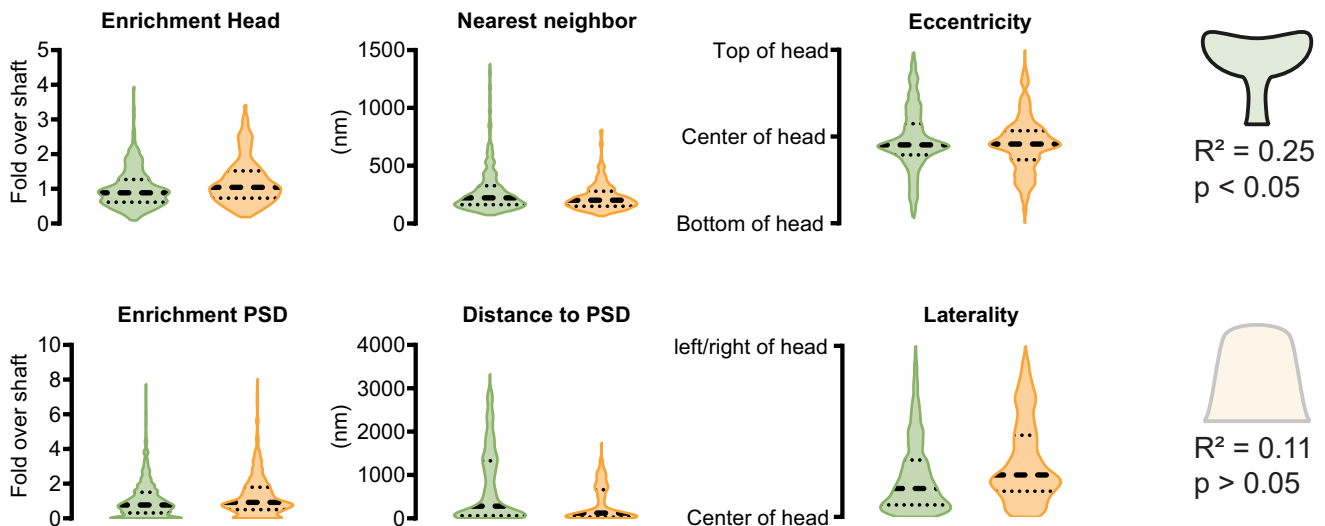 Enrichment Head
Fold over shaft
5
4
3
2
1
0
Nearest neighbor
(nm)
1500
1000
500
0
Eccentricity
Top of head
Center of head
Bottom of head
R² = 0.25
p < 0.05
Enrichment PSD
Fold over shaft
10
8
6
4
2
0
Distance to PSD
(nm)
4000
3000
2000
1000
0
Laterality
left/right of head
Center of head
R² = 0.11
p > 0.05